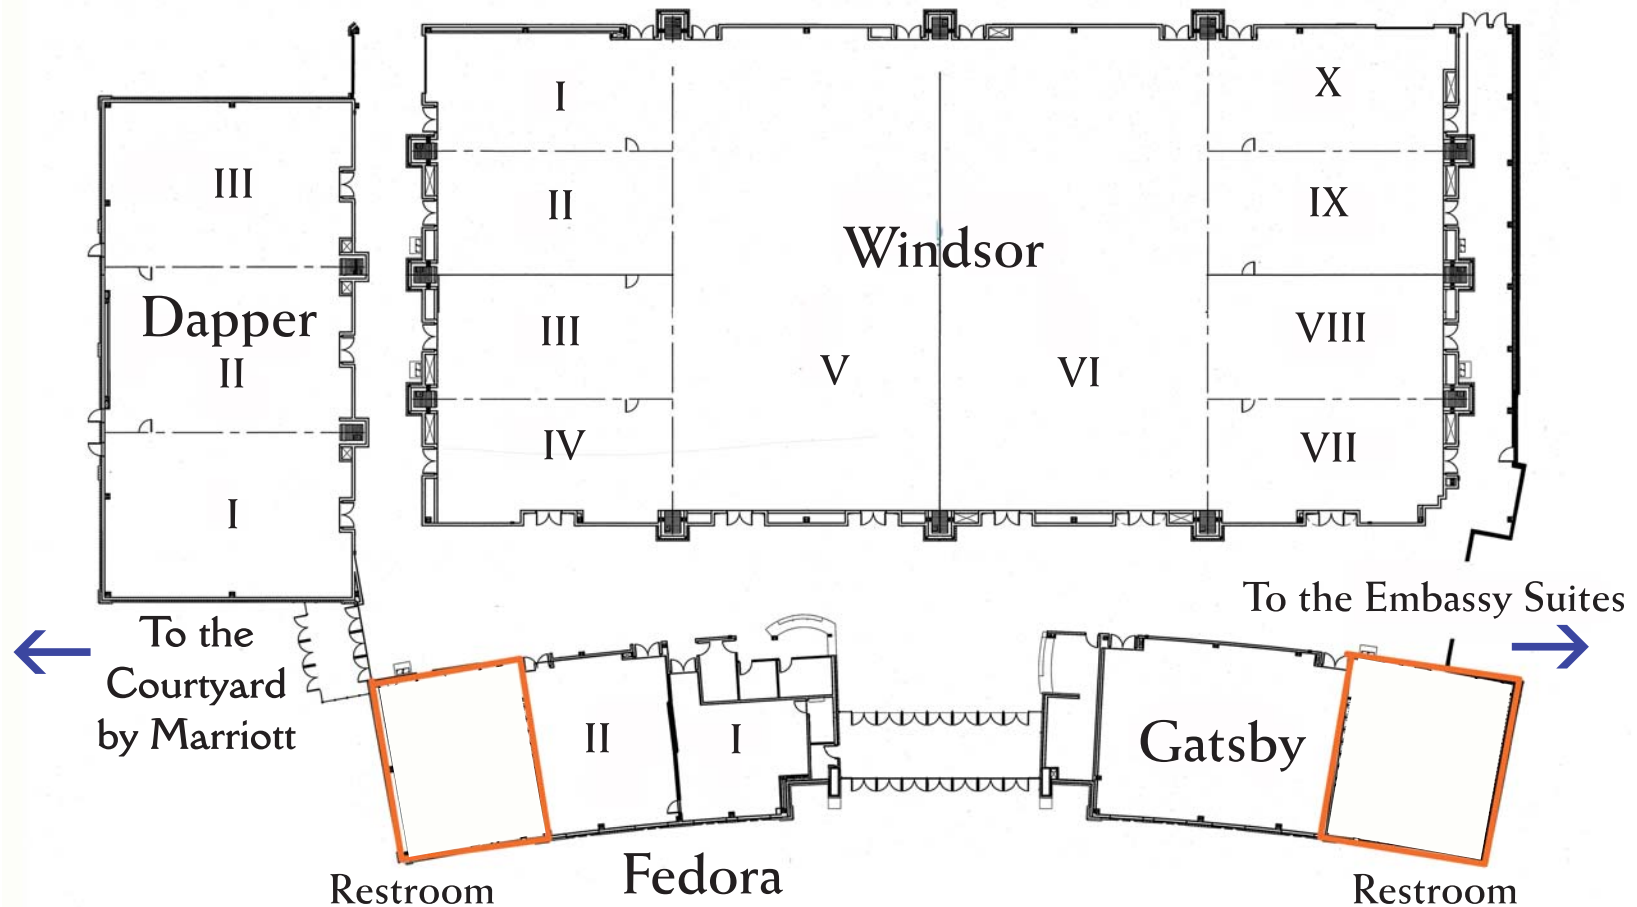 I
X
III
II
IX
Windsor
Dapper
III
VIII
II
V
VI
IV
VII
I
To the Embassy Suites
To the
Courtyard
by Marriott
II
I
Gatsby
Fedora
Restroom
Restroom